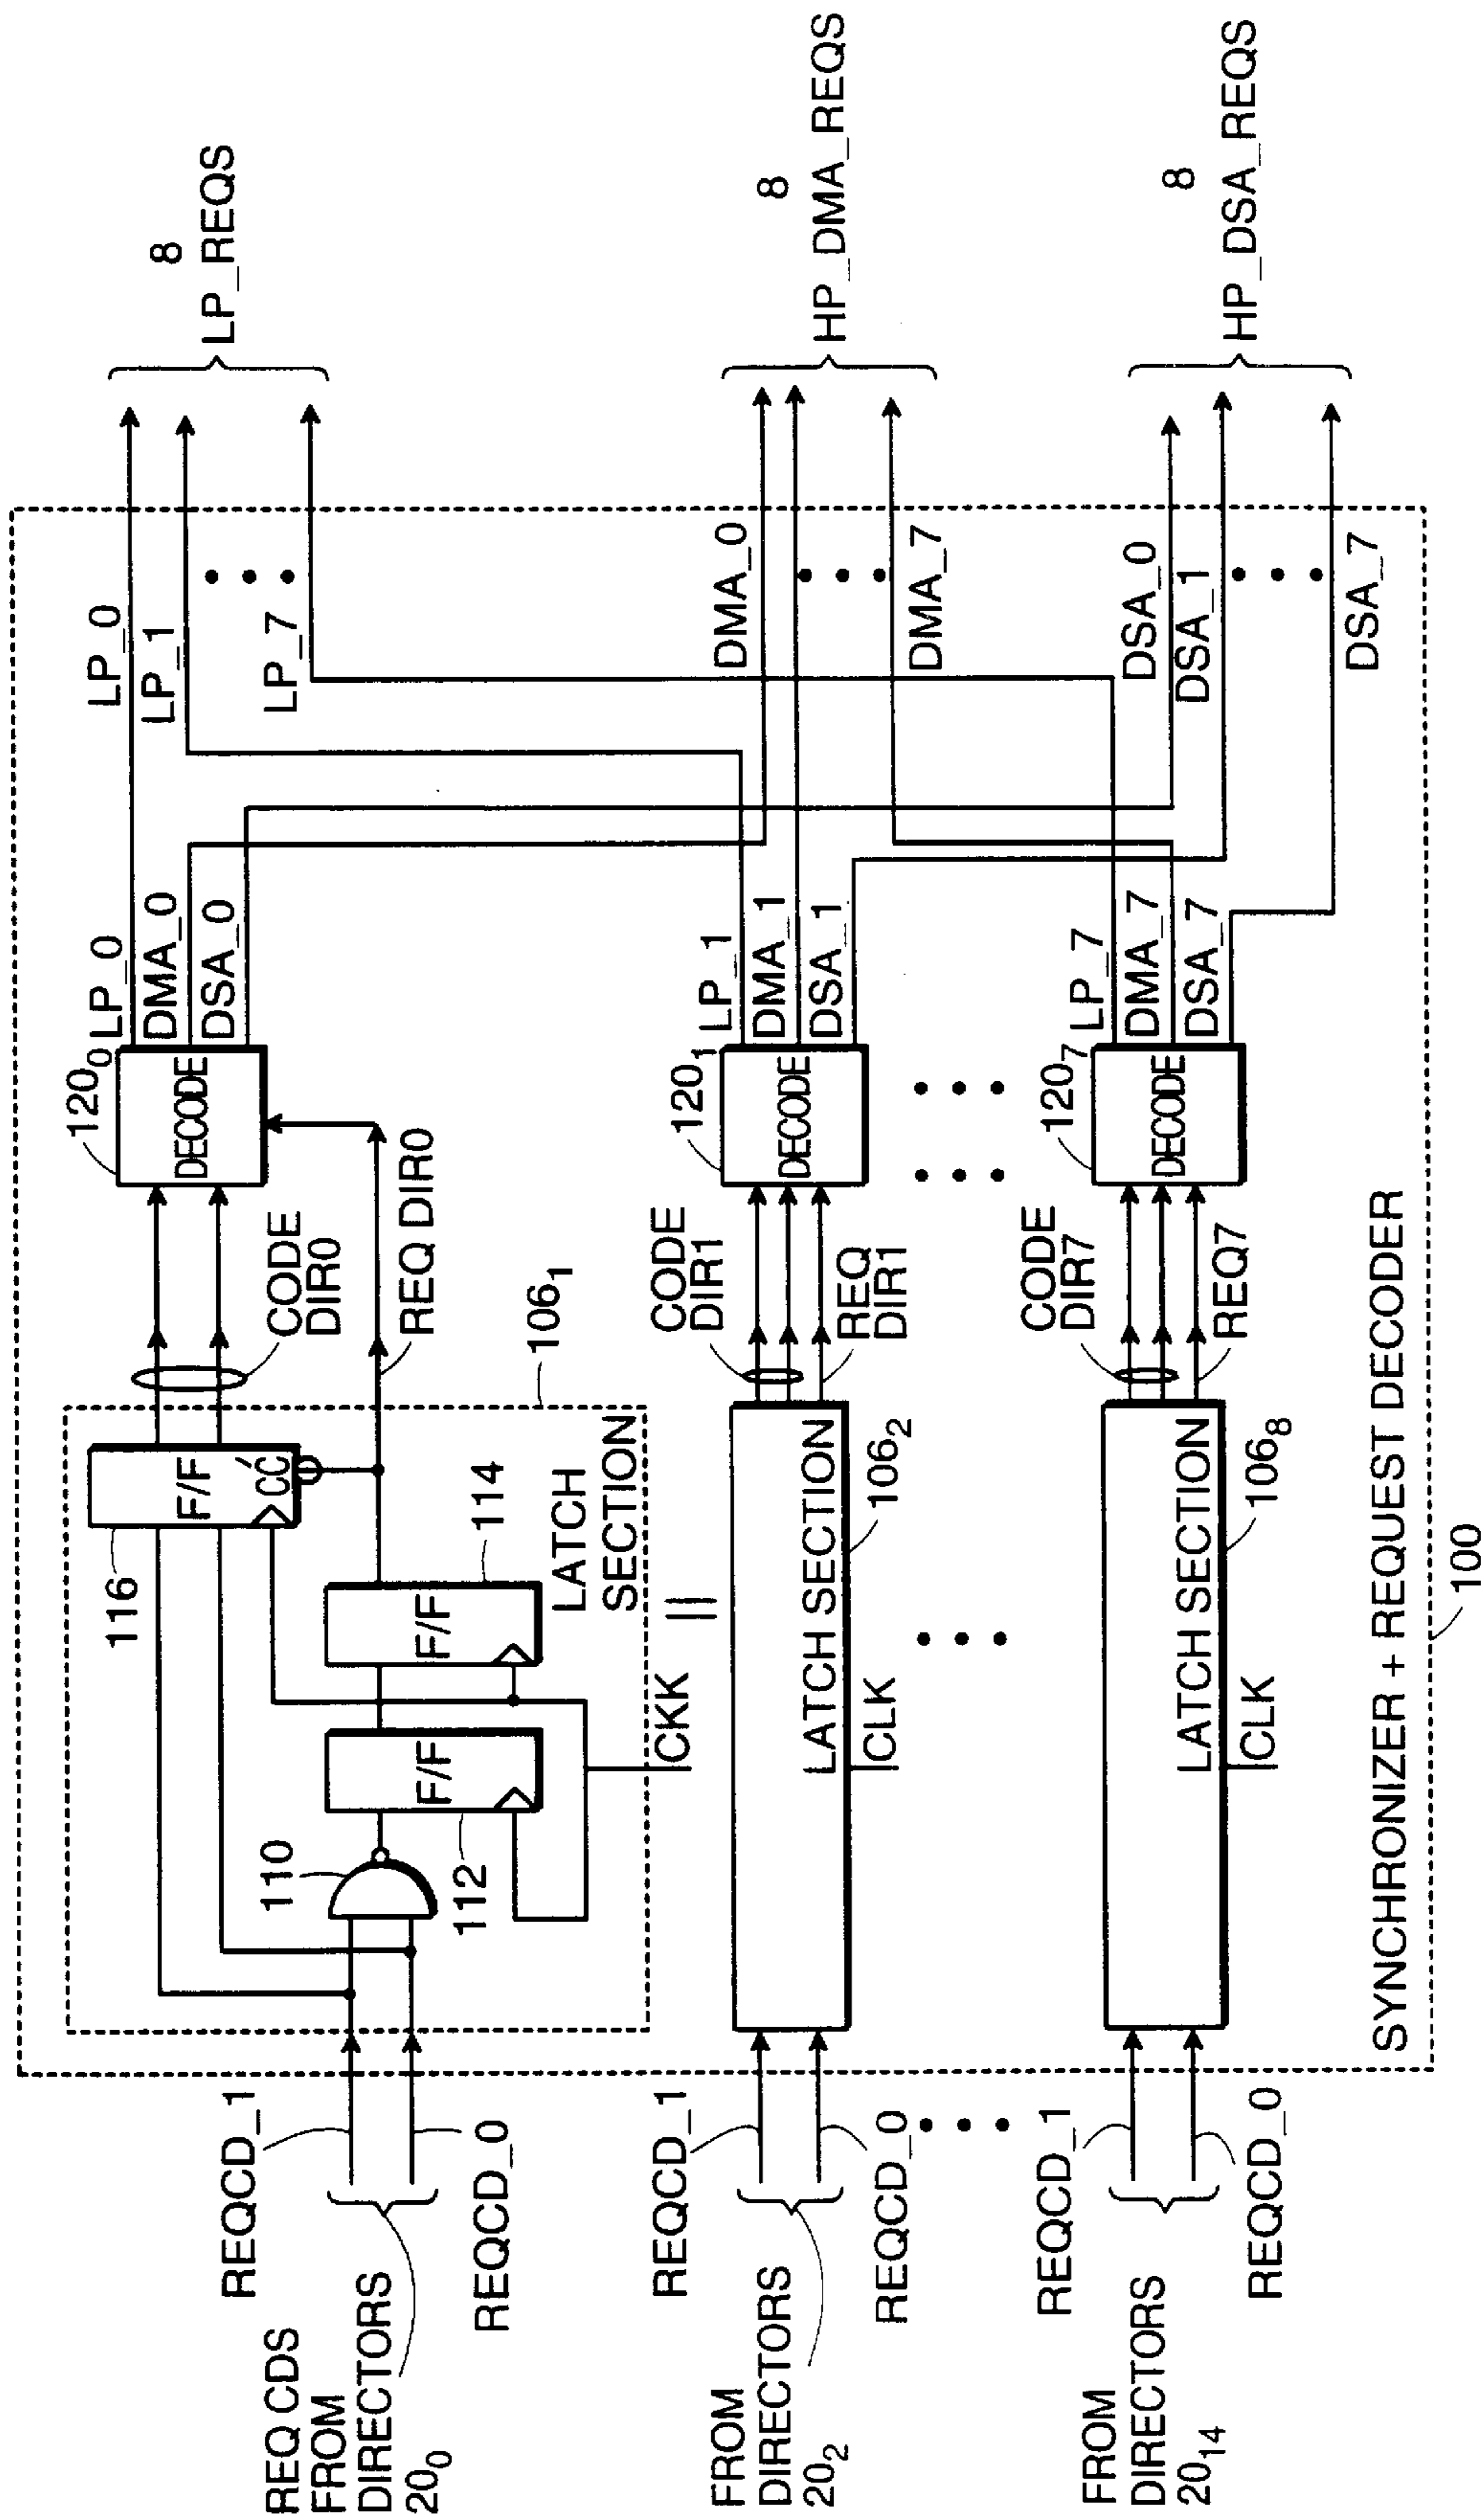 REQ CDS
FROM
DIRECTORS
20₀
REQCD_1
REQCD_0
110
112
F/F
F/F
114
116
F/F
CC′
LATCH
SECTION
106₁
CKK
CODE
DIR0
REQ DIR0
120₀
DECODE
LP_0
DMA_0
DSA_0
LP_0
LP_1
LP_7
8
LP_REQS
FROM
DIRECTORS
20₂
REQCD_1
REQCD_0
LATCH SECTION
106₂
CLK
CODE
DIR1
REQ
DIR1
120₁
DECODE
LP_1
DMA_1
DSA_1
DMA_0
DMA_7
8
HP_DMA_REQS
FROM
DIRECTORS
20₁₄
REQCD_1
REQCD_0
LATCH SECTION
106₈
CLK
CODE
DIR7
REQ7
120₇
DECODE
LP_7
DMA_7
DSA_7
DSA_0
DSA_1
DSA_7
8
HP_DSA_REQS
SYNCHRONIZER + REQUEST DECODER
100